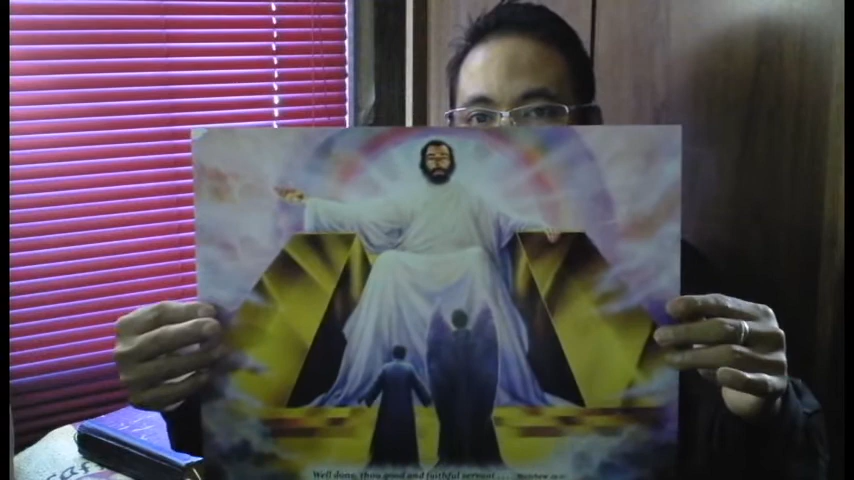 Well done, thou good and faithful servant . . . . Matthew